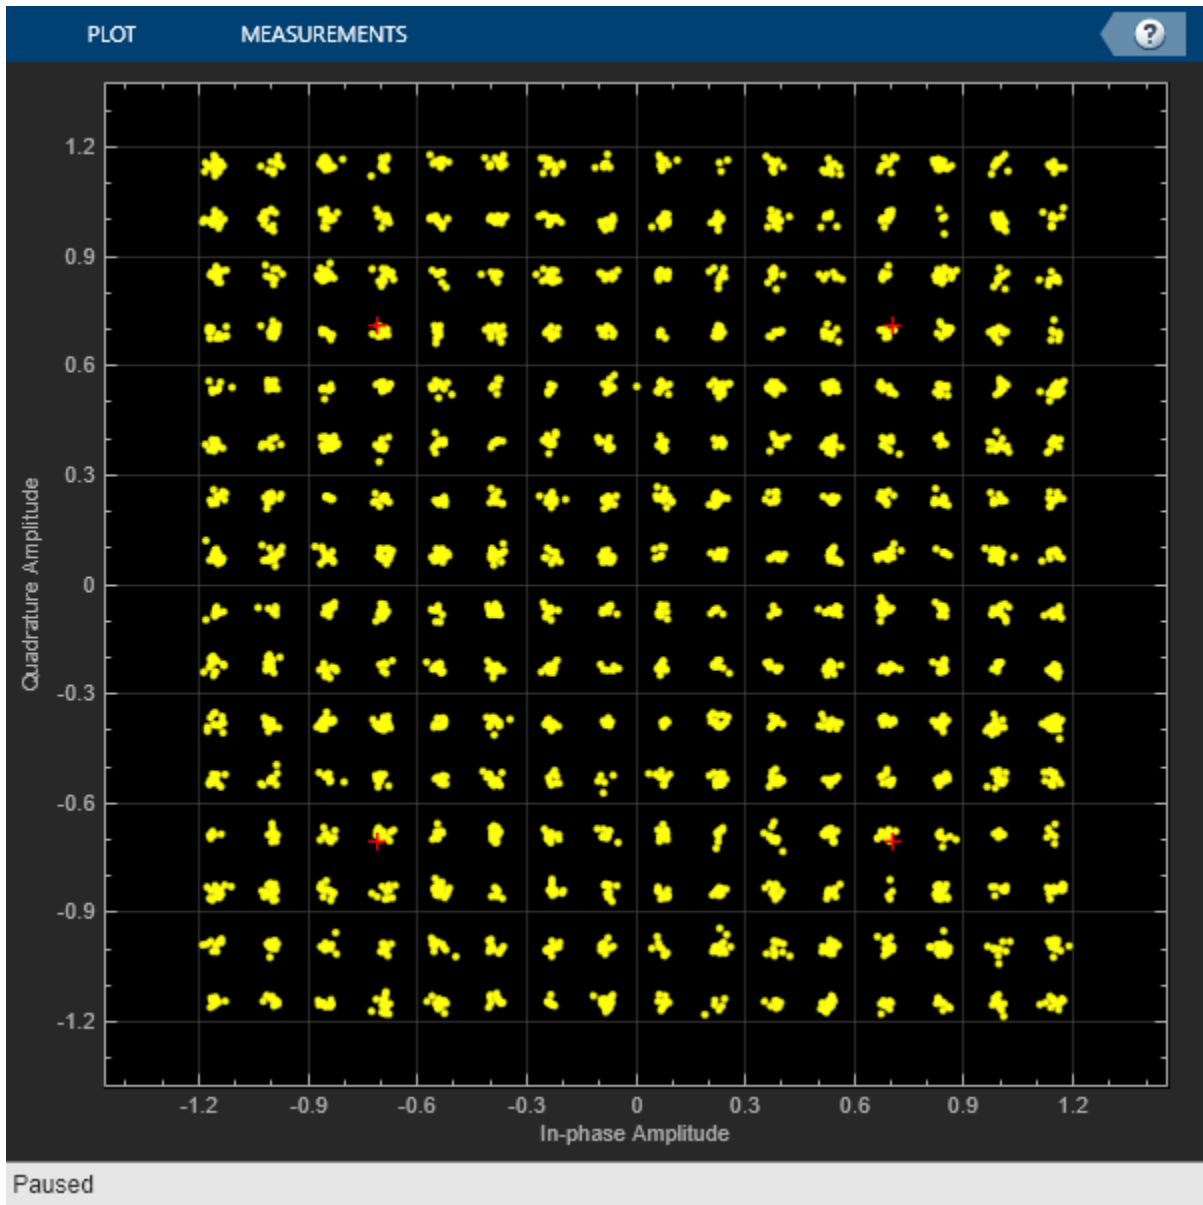 PLOT MEASUREMENTS ?
1.2
0.9
0.6
0.3
0
-0.3
-0.6
-0.9
-1.2
Quadrature Amplitude
-1.2 -0.9 -0.6 -0.3 0 0.3 0.6 0.9 1.2
In-phase Amplitude
Paused